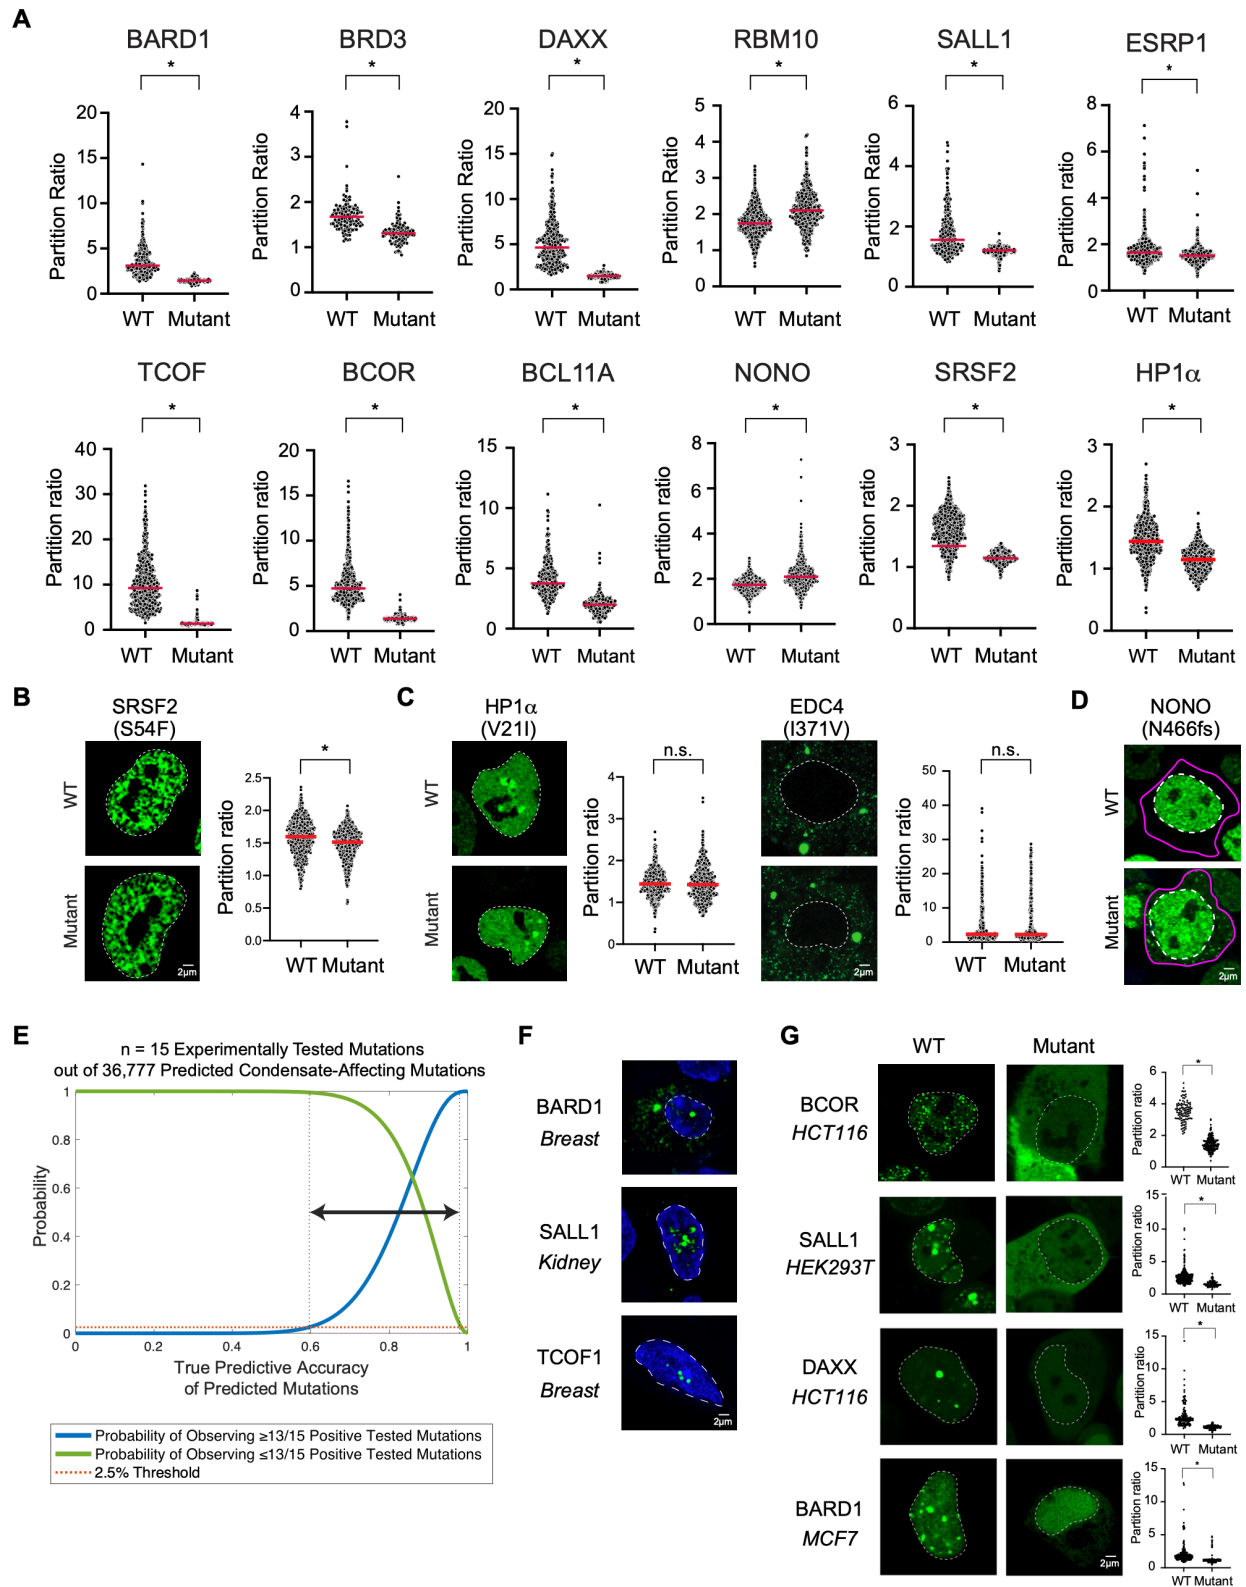 A
BARD1
BRD3
DAXX
RBM10
SALL1
ESRP1
*
*
*
*
*
*
Partition Ratio
20
15
10
5
0
WT Mutant
Partition Ratio
4
3
2
1
0
WT Mutant
Partition Ratio
20
15
10
5
0
WT Mutant
Partition Ratio
5
4
3
2
1
0
WT Mutant
Partition Ratio
6
4
2
0
WT Mutant
Partition ratio
8
6
4
2
0
WT Mutant
TCOF
BCOR
BCL11A
NONO
SRSF2
HP1α
*
*
*
*
*
*
Partition ratio
40
30
20
10
0
WT Mutant
Partition ratio
20
15
10
5
0
WT Mutant
Partition ratio
15
10
5
0
WT Mutant
Partition ratio
8
6
4
2
0
WT Mutant
Partition ratio
3
2
1
0
WT Mutant
Partition ratio
3
2
1
0
WT Mutant
B
SRSF2
(S54F)
WT
Mutant
2μm
*
Partition ratio
2.5
2.0
1.5
1.0
0.5
0.0
WT Mutant
C
HP1α
(V21I)
WT
Mutant
2μm
n.s.
Partition ratio
4
3
2
1
0
WT Mutant
EDC4
(I371V)
2μm
n.s.
Partition ratio
50
40
30
20
10
0
WT Mutant
D
NONO
(N466fs)
WT
Mutant
2μm
E
n = 15 Experimentally Tested Mutations
out of 36,777 Predicted Condensate-Affecting Mutations
Probability
1
0.8
0.6
0.4
0.2
0
0 0.2 0.4 0.6 0.8 1
True Predictive Accuracy
of Predicted Mutations
Probability of Observing ≥13/15 Positive Tested Mutations
Probability of Observing ≤13/15 Positive Tested Mutations
2.5% Threshold
F
BARD1
Breast
SALL1
Kidney
TCOF1
Breast
2μm
G
WT Mutant
BCOR
HCT116
*
Partition ratio
6
4
2
0
WT Mutant
SALL1
HEK293T
*
Partition ratio
15
10
5
0
WT Mutant
DAXX
HCT116
*
Partition ratio
15
10
5
0
WT Mutant
BARD1
MCF7
2μm
*
Partition ratio
15
10
5
0
WT Mutant